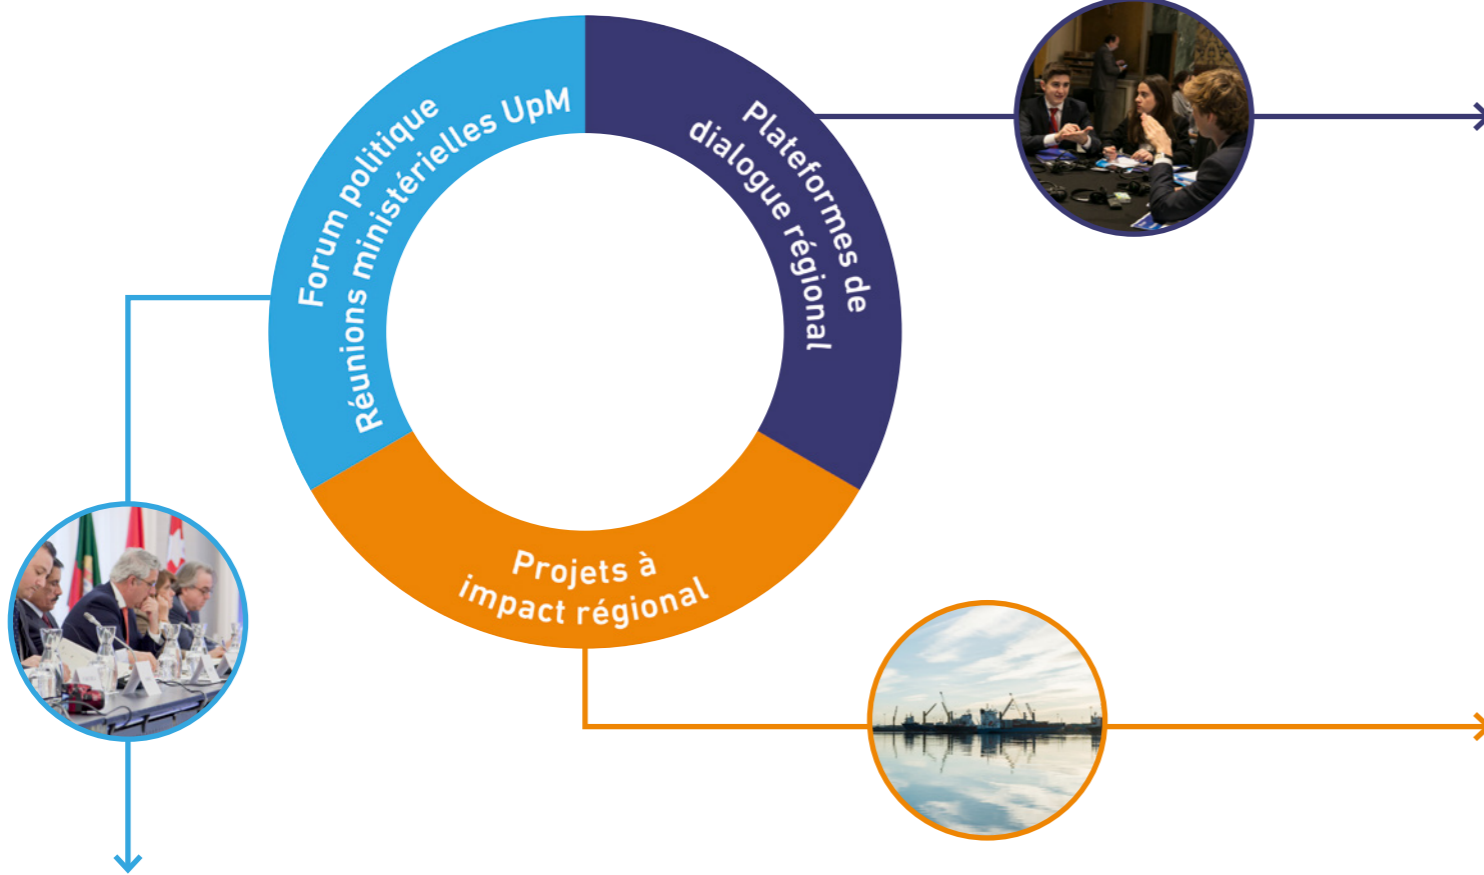 Forum politique
Réunions ministérielles UpM
Plateformes de
dialogue régional
Projets à
impact régional